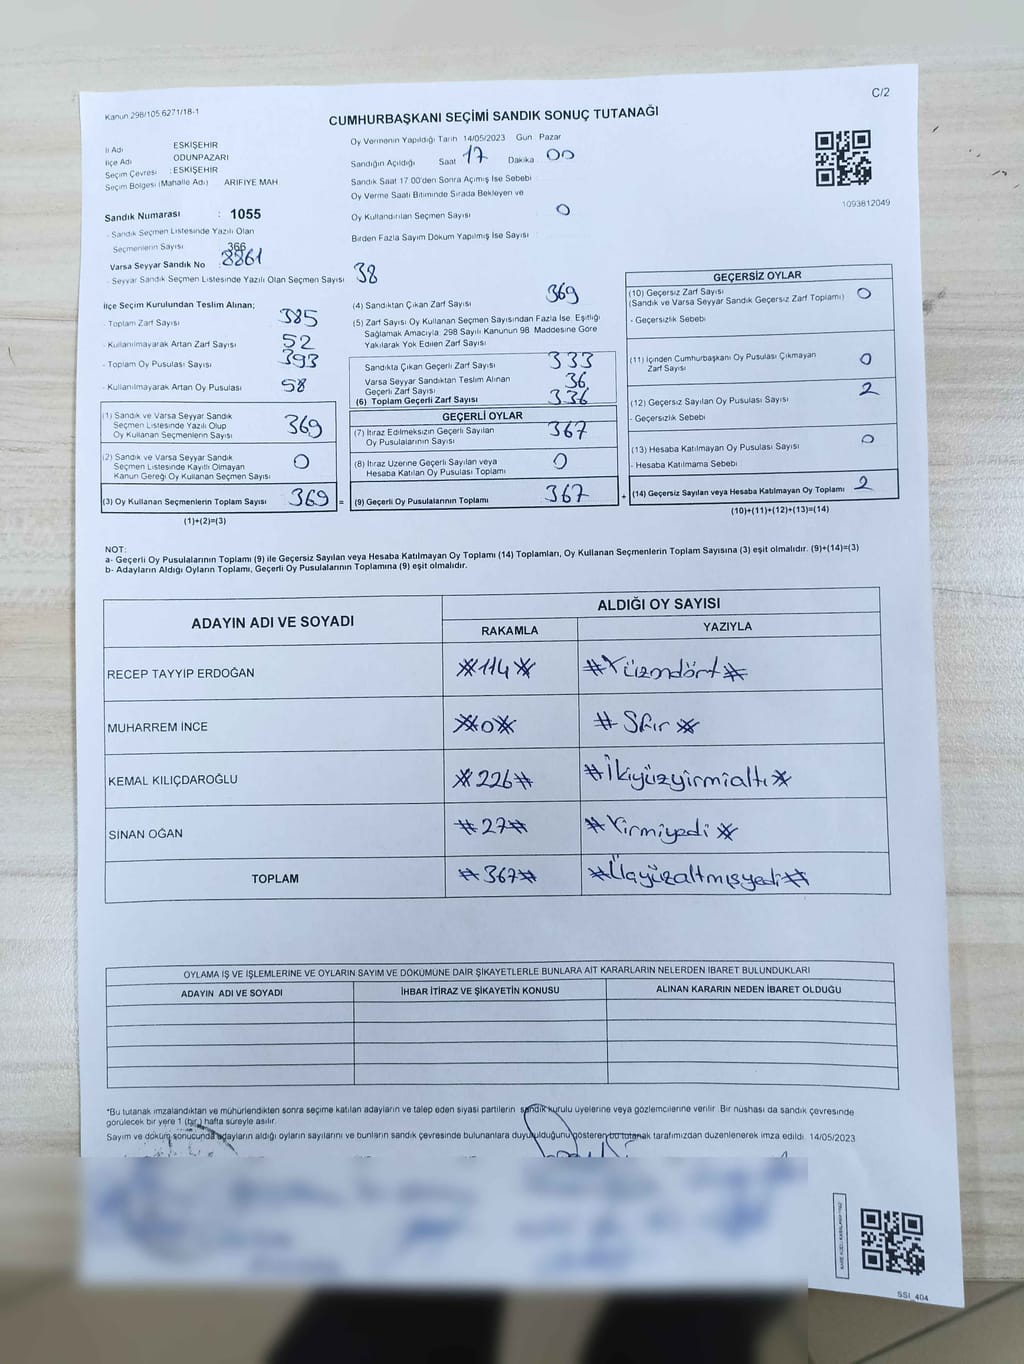 Kanun 298/105.6271/18-1
C/2
CUMHURBAŞKANI SEÇİMİ SANDIK SONUÇ TUTANAĞI
İl Adı ESKİŞEHİR
İlçe Adı ODUNPAZARI
Seçim Çevresi : ESKİŞEHİR
Seçim Bölgesi (Mahalle Adı) ARIFIYE MAH
Oy Vermenin Yapıldığı Tarih 14/05/2023 Gün Pazar
Sandığın Açıldığı Saat 17 Dakika 00
Sandık Saat 17.00'den Sonra Açımış İse Sebebi
Oy Verme Saati Bitiminde Sırada Bekleyen ve
Oy Kullandırılan Seçmen Sayısı 0
Birden Fazla Sayım Döküm Yapılmış İse Sayısı
1093812049
Sandık Numarası : 1055
- Sandık Seçmen Listesinde Yazılı Olan
Seçmenlerin Sayısı 366
Varsa Seyyar Sandık No : 8861
- Seyyar Sandık Seçmen Listesinde Yazılı Olan Seçmen Sayısı 38
İlçe Seçim Kurulundan Teslim Alınan;
- Toplam Zarf Sayısı 385
- Kullanılmayarak Artan Zarf Sayısı 52
- Toplam Oy Pusulası Sayısı 393
- Kullanılmayarak Artan Oy Pusulası 58
(1) Sandık ve Varsa Seyyar Sandık
Seçmen Listesinde Yazılı Olup
Oy Kullanan Seçmenlerin Sayısı 369
(2) Sandık ve Varsa Seyyar Sandık
Seçmen Listesinde Kayıtlı Olmayan
Kanun Gereği Oy Kullanan Seçmen Sayısı 0
(3) Oy Kullanan Seçmenlerin Toplam Sayısı 369 =
(1)+(2)=(3)
(4) Sandıktan Çıkan Zarf Sayısı 369
(5) Zarf Sayısı Oy Kullanan Seçmen Sayısından Fazla İse, Eşitliği
Sağlamak Amacıyla, 298 Sayılı Kanunun 98. Maddesine Göre
Yakılarak Yok Edilen Zarf Sayısı
Sandıkta Çıkan Geçerli Zarf Sayısı 333
Varsa Seyyar Sandıktan Teslim Alınan
Geçerli Zarf Sayısı 36
(6) Toplam Geçerli Zarf Sayısı 336
GEÇERLİ OYLAR
(7) İtiraz Edilmeksizin Geçerli Sayılan
Oy Pusulalarının Sayısı 367
(8) İtiraz Üzerine Geçerli Sayılan veya
Hesaba Katılan Oy Pusulası Toplamı 0
(9) Geçerli Oy Pusulalarının Toplamı 367 +
GEÇERSİZ OYLAR
(10) Geçersiz Zarf Sayısı
(Sandık ve Varsa Seyyar Sandık Geçersiz Zarf Toplamı) 0
- Geçersizlik Sebebi
(11) İçinden Cumhurbaşkanı Oy Pusulası Çıkmayan
Zarf Sayısı 0
(12) Geçersiz Sayılan Oy Pusulası Sayısı 2
- Geçersizlik Sebebi
(13) Hesaba Katılmayan Oy Pusulası Sayısı 0
- Hesaba Katılmama Sebebi
(14) Geçersiz Sayılan veya Hesaba Katılmayan Oy Toplamı 2
(10)+(11)+(12)+(13)=(14)
NOT:
a- Geçerli Oy Pusulalarının Toplamı (9) ile Geçersiz Sayılan veya Hesaba Katılmayan Oy Toplamı (14) Toplamları, Oy Kullanan Seçmenlerin Toplam Sayısına (3) eşit olmalıdır. (9)+(14)=(3)
b- Adayların Aldığı Oyların Toplamı, Geçerli Oy Pusulalarının Toplamına (9) eşit olmalıdır.
ADAYIN ADI VE SOYADI
ALDIĞI OY SAYISI
RAKAMLA YAZIYLA
RECEP TAYYİP ERDOĞAN #114# #Yüzondört#
MUHARREM İNCE #0# #Sıfır#
KEMAL KILIÇDAROĞLU #226# #İkiyüzyirmialtı#
SİNAN OĞAN #27# #Yirmiyedi#
TOPLAM #367# #Üçyüzaltmışyedi#
OYLAMA İŞ VE İŞLEMLERİNE VE OYLARIN SAYIM VE DÖKÜMÜNE DAİR ŞİKAYETLERLE BUNLARA AİT KARARLARIN NELERDEN İBARET BULUNDUKLARI
ADAYIN ADI VE SOYADI İHBAR İTİRAZ VE ŞİKAYETİN KONUSU ALINAN KARARIN NEDEN İBARET OLDUĞU
*Bu tutanak imzalandıktan ve mühürlendikten sonra seçime katılan adayların ve talep eden siyasi partilerin sandık kurulu üyelerine veya gözlemcilerine verilir. Bir nüshası da sandık çevresinde
görülecek bir yere 1 (bir) hafta süreyle asılır.
Sayım ve döküm sonucunda adayların aldığı oyların sayılarını ve bunların sandık çevresinde bulunanlara duyurulduğunu gösteren bu tutanak tarafımızdan düzenlenerek imza edildi. 14/05/2023
SSI_404